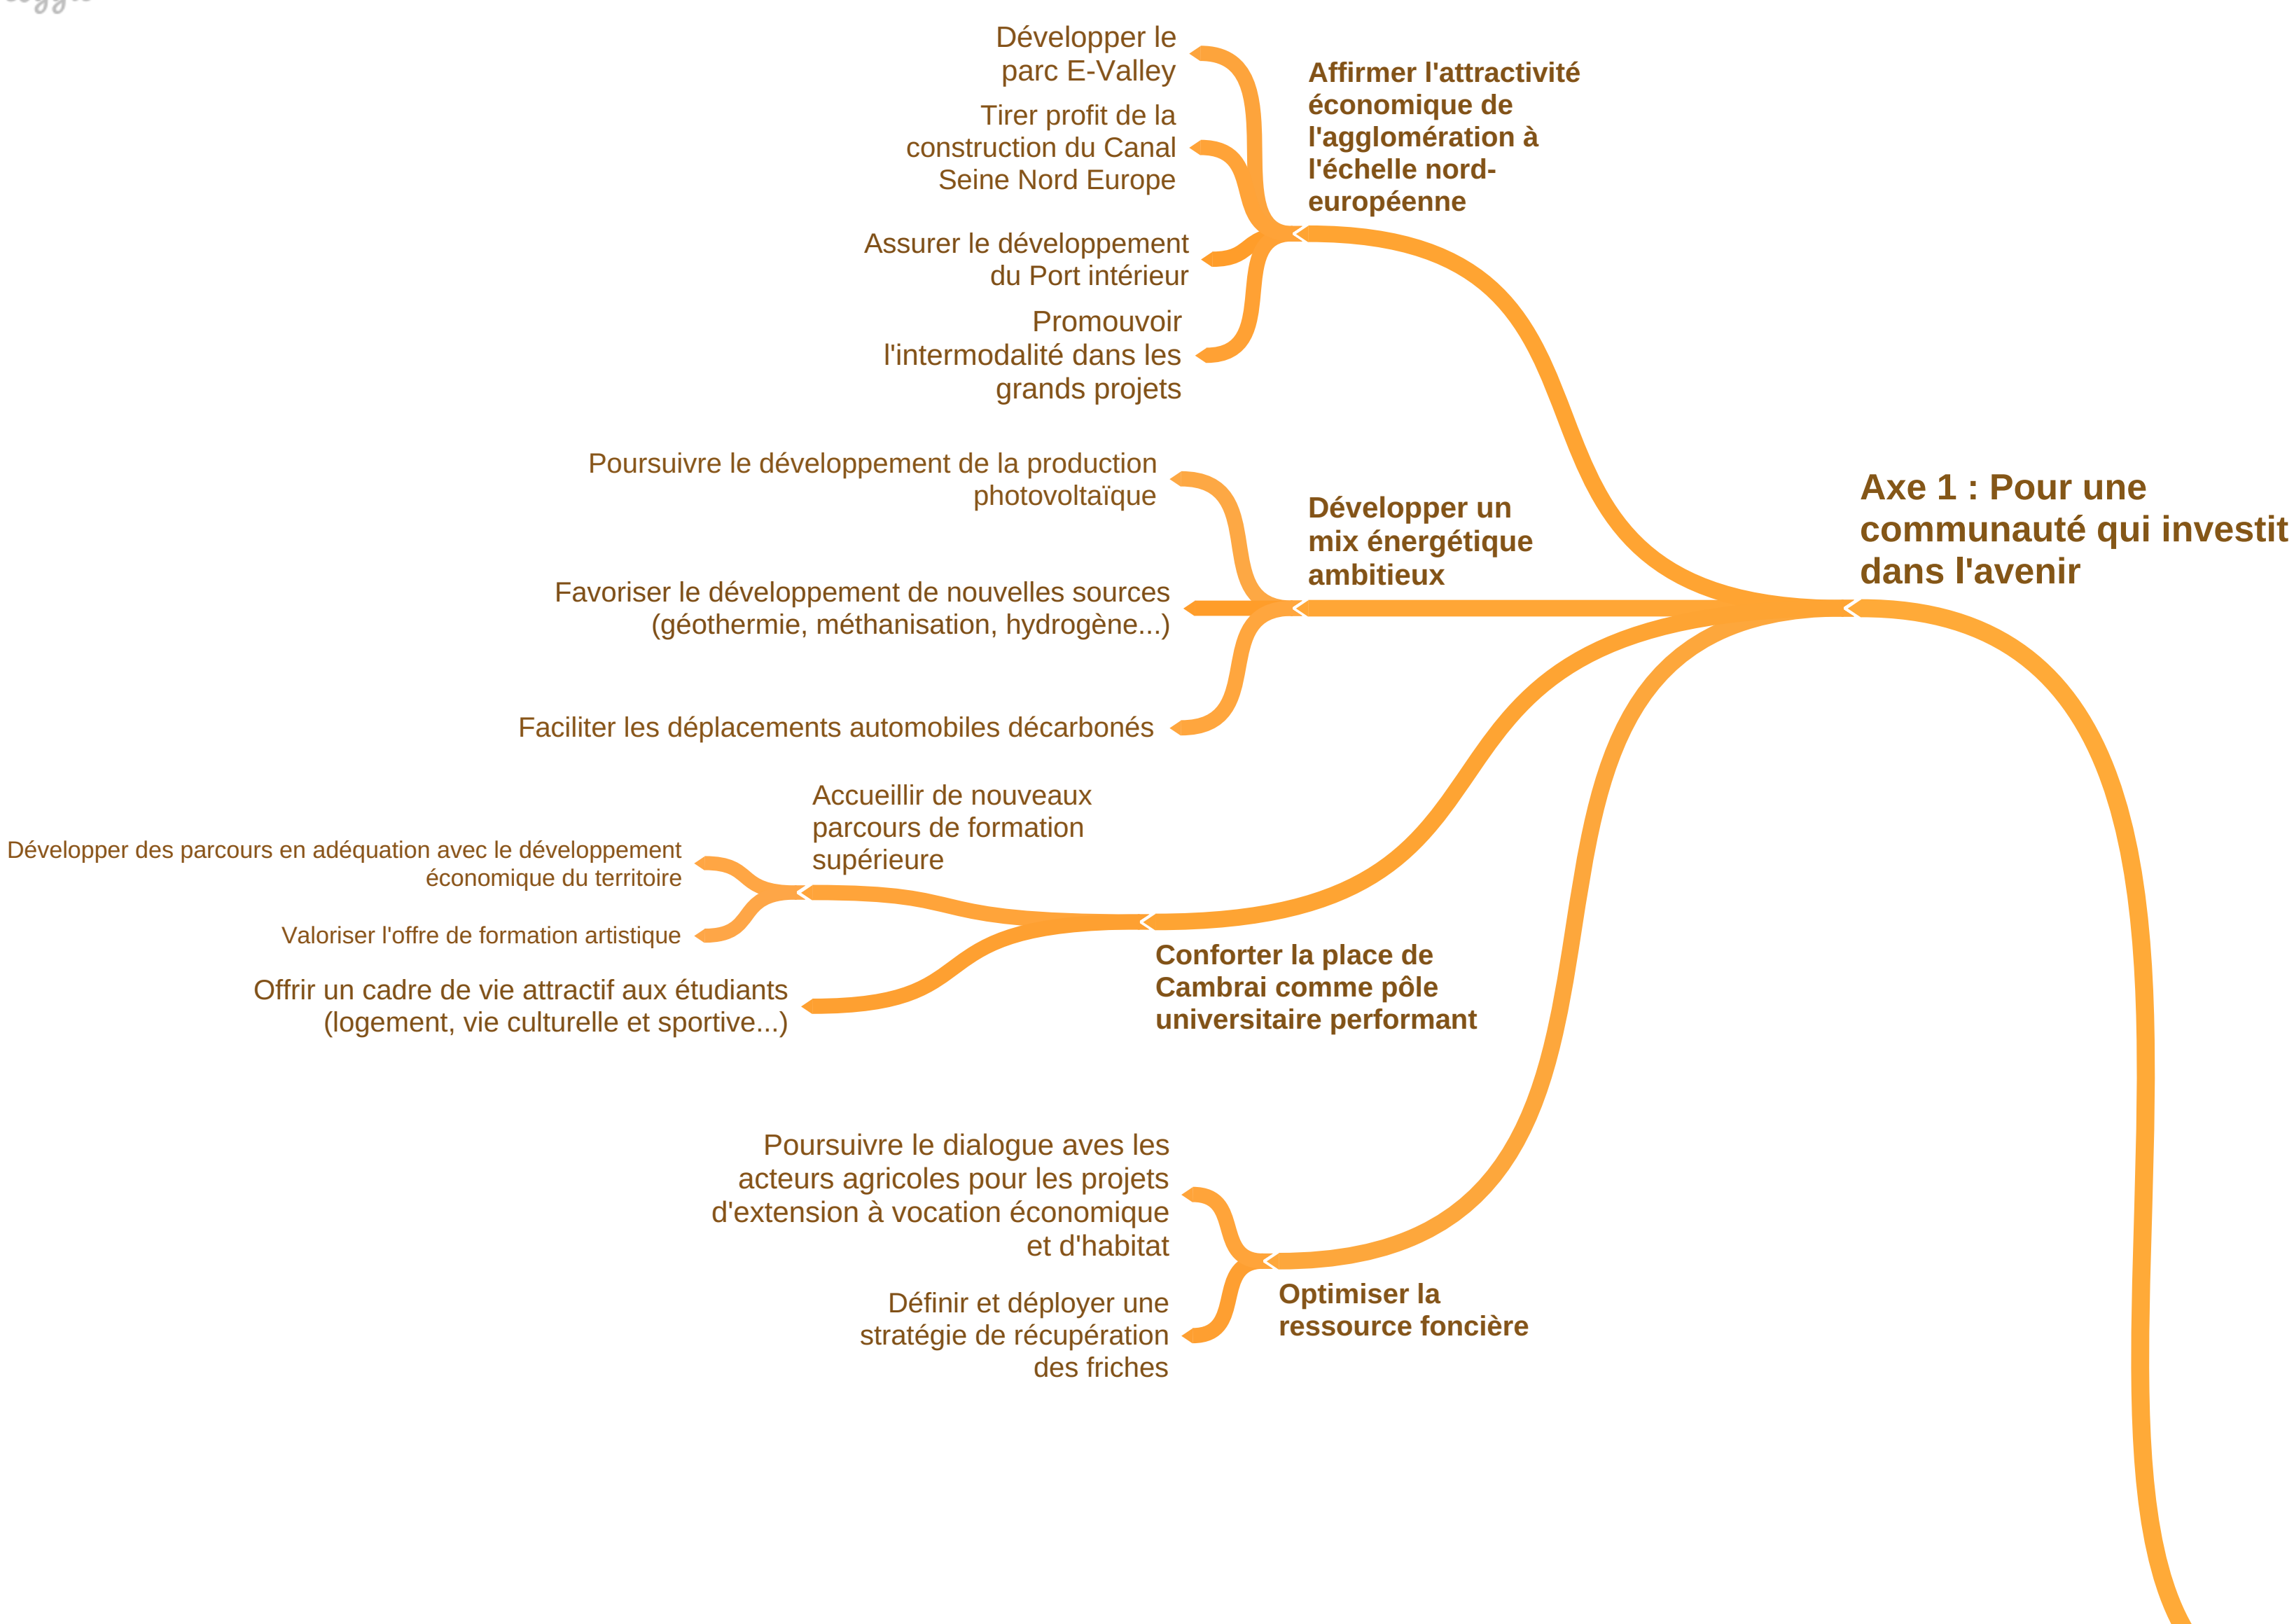 Développer le
parc E-Valley
Tirer profit de la
construction du Canal
Seine Nord Europe
Assurer le développement
du Port intérieur
Promouvoir
l'intermodalité dans les
grands projets
Affirmer l'attractivité
économique de
l'agglomération à
l'échelle nord-
européenne
Poursuivre le développement de la production
photovoltaïque
Favoriser le développement de nouvelles sources
(géothermie, méthanisation, hydrogène...)
Faciliter les déplacements automobiles décarbonés
Développer un
mix énergétique
ambitieux
Axe 1 : Pour une
communauté qui investit
dans l'avenir
Accueillir de nouveaux
parcours de formation
supérieure
Développer des parcours en adéquation avec le développement
économique du territoire
Valoriser l'offre de formation artistique
Offrir un cadre de vie attractif aux étudiants
(logement, vie culturelle et sportive...)
Conforter la place de
Cambrai comme pôle
universitaire performant
Poursuivre le dialogue aves les
acteurs agricoles pour les projets
d'extension à vocation économique
et d'habitat
Définir et déployer une
stratégie de récupération
des friches
Optimiser la
ressource foncière